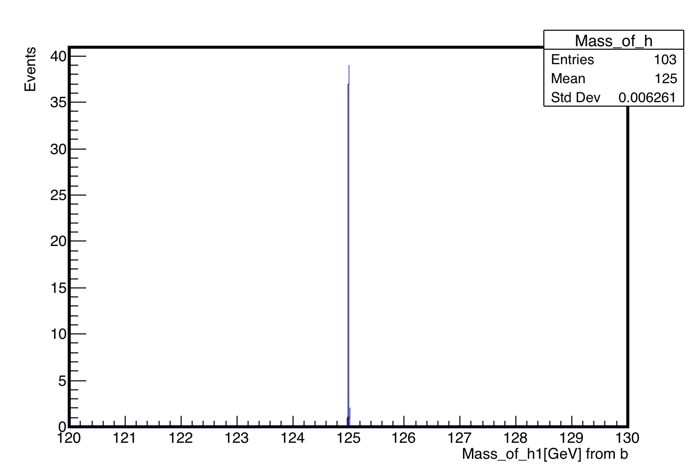 Mass_of_h
Entries 103
Mean 125
Std Dev 0.006261
Events
40
35
30
25
20
15
10
5
0
120 121 122 123 124 125 126 127 128 129 130
Mass_of_h1[GeV] from b